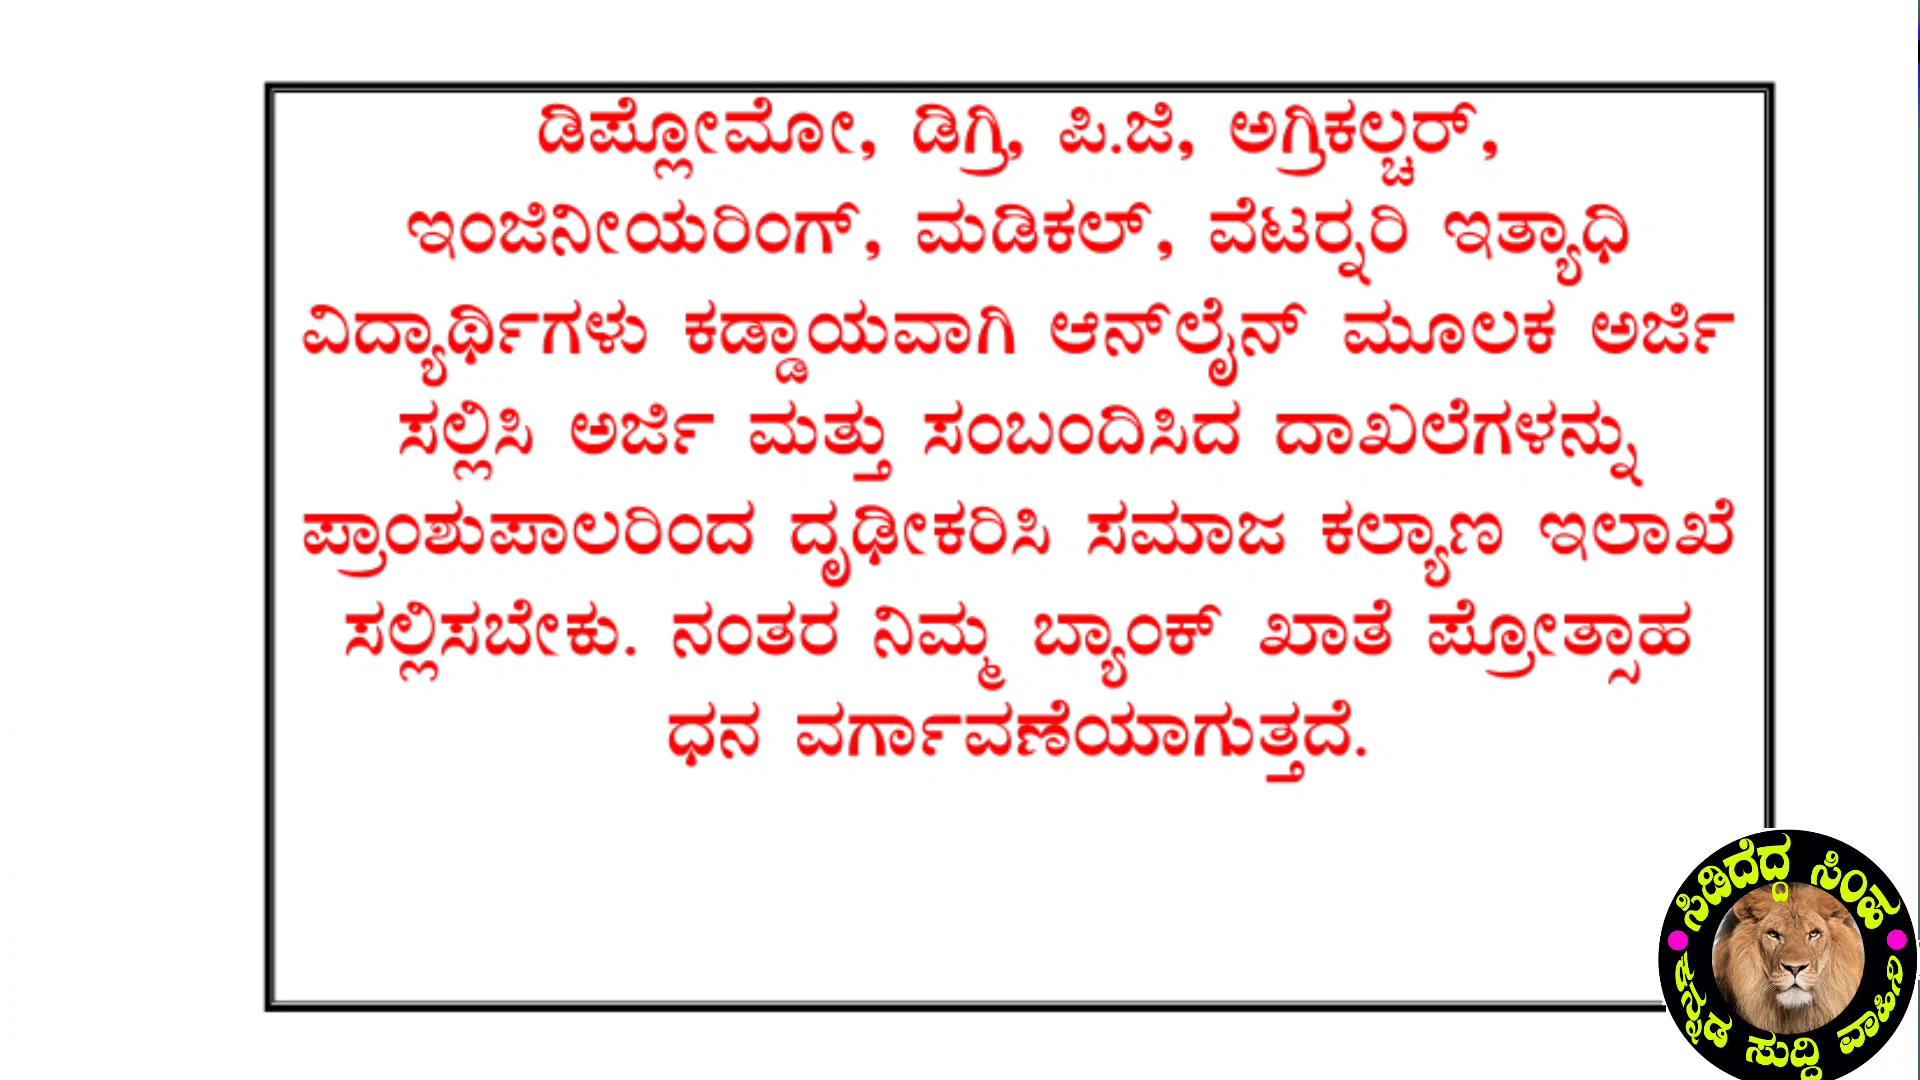 ಡಿಪ್ಲೋಮೋ, ಡಿಗ್ರಿ, ಪಿ.ಜಿ, ಅಗ್ರಿಕಲ್ಚರ್,
ಇಂಜಿನೀಯರಿಂಗ್, ಮಡಿಕಲ್, ವೆಟರ‍್ನರಿ ಇತ್ಯಾಧಿ
ವಿದ್ಯಾರ್ಥಿಗಳು ಕಡ್ಡಾಯವಾಗಿ ಆನ್‌ಲೈನ್ ಮೂಲಕ ಅರ್ಜಿ
ಸಲ್ಲಿಸಿ ಅರ್ಜಿ ಮತ್ತು ಸಂಬಂದಿಸಿದ ದಾಖಲೆಗಳನ್ನು
ಪ್ರಾಂಶುಪಾಲರಿಂದ ದೃಢೀಕರಿಸಿ ಸಮಾಜ ಕಲ್ಯಾಣ ಇಲಾಖೆ
ಸಲ್ಲಿಸಬೇಕು. ನಂತರ ನಿಮ್ಮ ಬ್ಯಾಂಕ್ ಖಾತೆ ಪ್ರೋತ್ಸಾಹ
ಧನ ವರ್ಗಾವಣೆಯಾಗುತ್ತದೆ.
ಸಿಡಿದೆದ್ದ ಸಿಂಹ
ಕನ್ನಡ ಸುದ್ದಿ ವಾಹಿನಿ